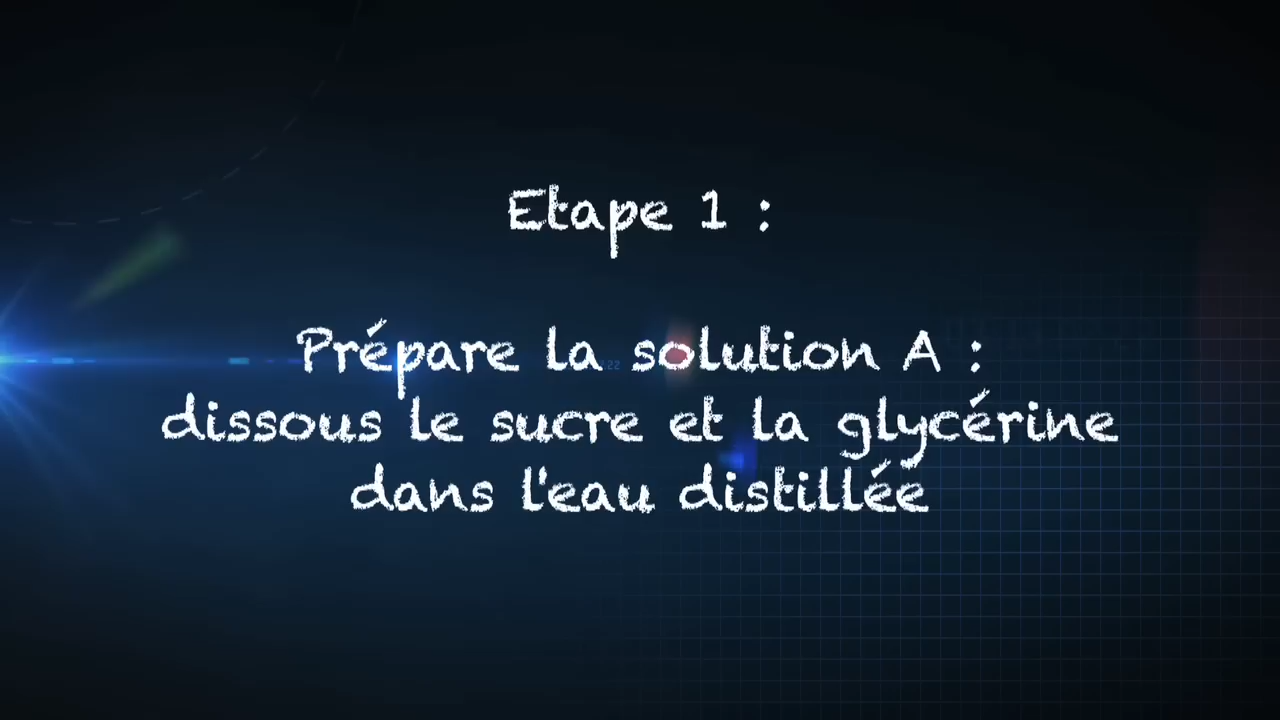 Etape 1 :
Prépare la solution A :
dissous le sucre et la glycérine
dans l'eau distillée